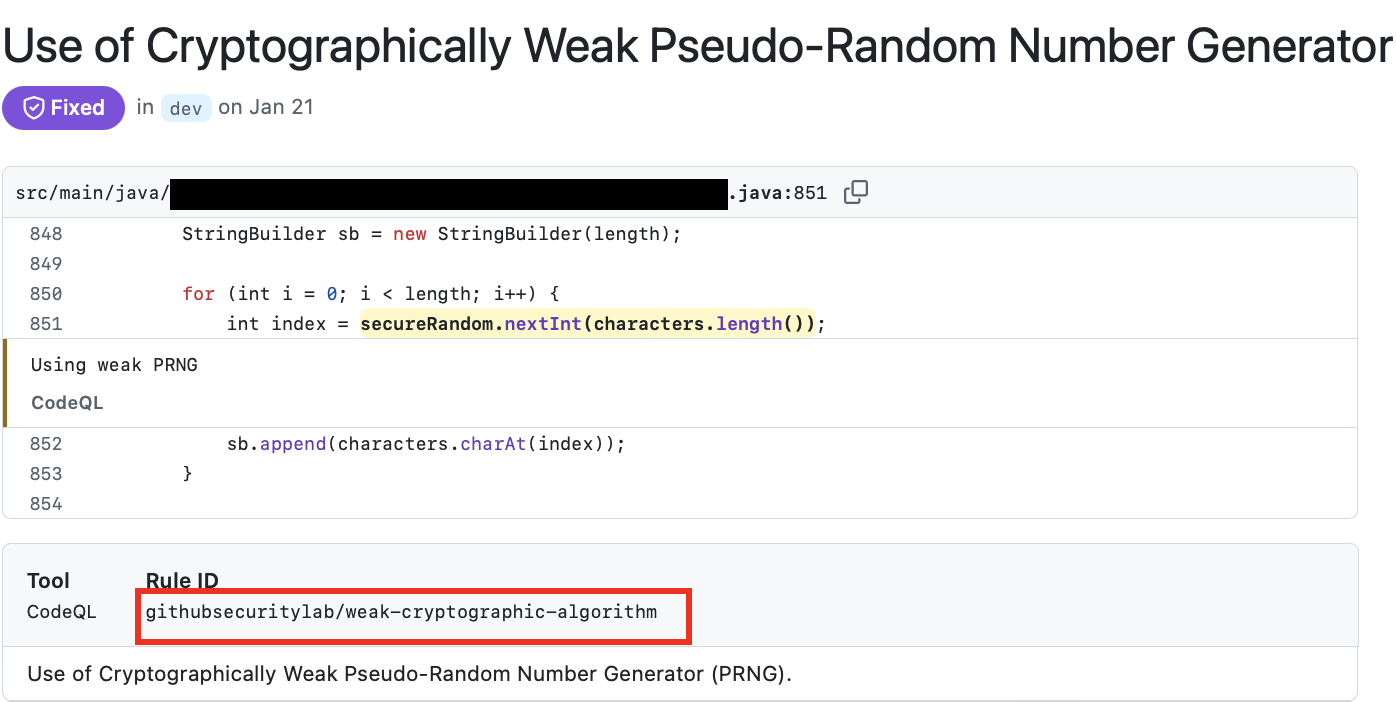 Use of Cryptographically Weak Pseudo-Random Number Generator
Fixed in dev on Jan 21
src/main/java/ .java:851
848 StringBuilder sb = new StringBuilder(length);
849
850 for (int i = 0; i < length; i++) {
851 int index = secureRandom.nextInt(characters.length());
Using weak PRNG
CodeQL
852 sb.append(characters.charAt(index));
853 }
854
Tool Rule ID
CodeQL githubsecuritylab/weak-cryptographic-algorithm
Use of Cryptographically Weak Pseudo-Random Number Generator (PRNG).